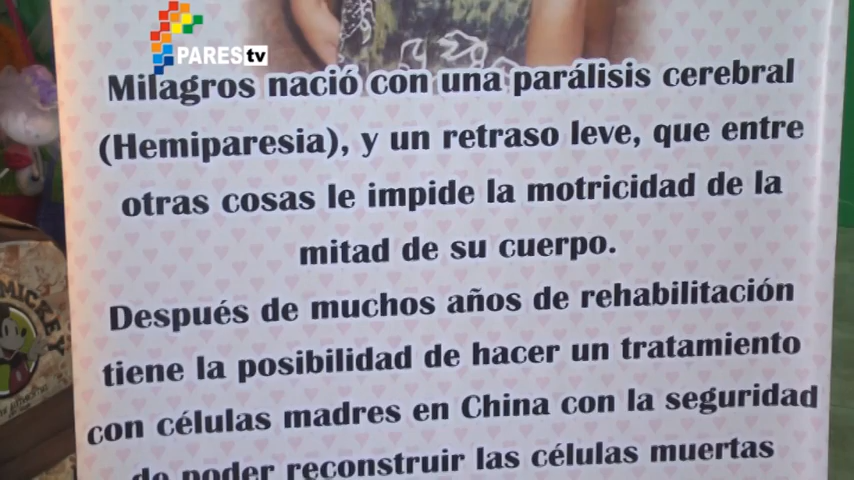 PARES tv
Milagros nació con una parálisis cerebral
(Hemiparesia), y un retraso leve, que entre
otras cosas le impide la motricidad de la
mitad de su cuerpo.
Después de muchos años de rehabilitación
tiene la posibilidad de hacer un tratamiento
con células madres en China con la seguridad
de poder reconstruir las células muertas
MICKEY